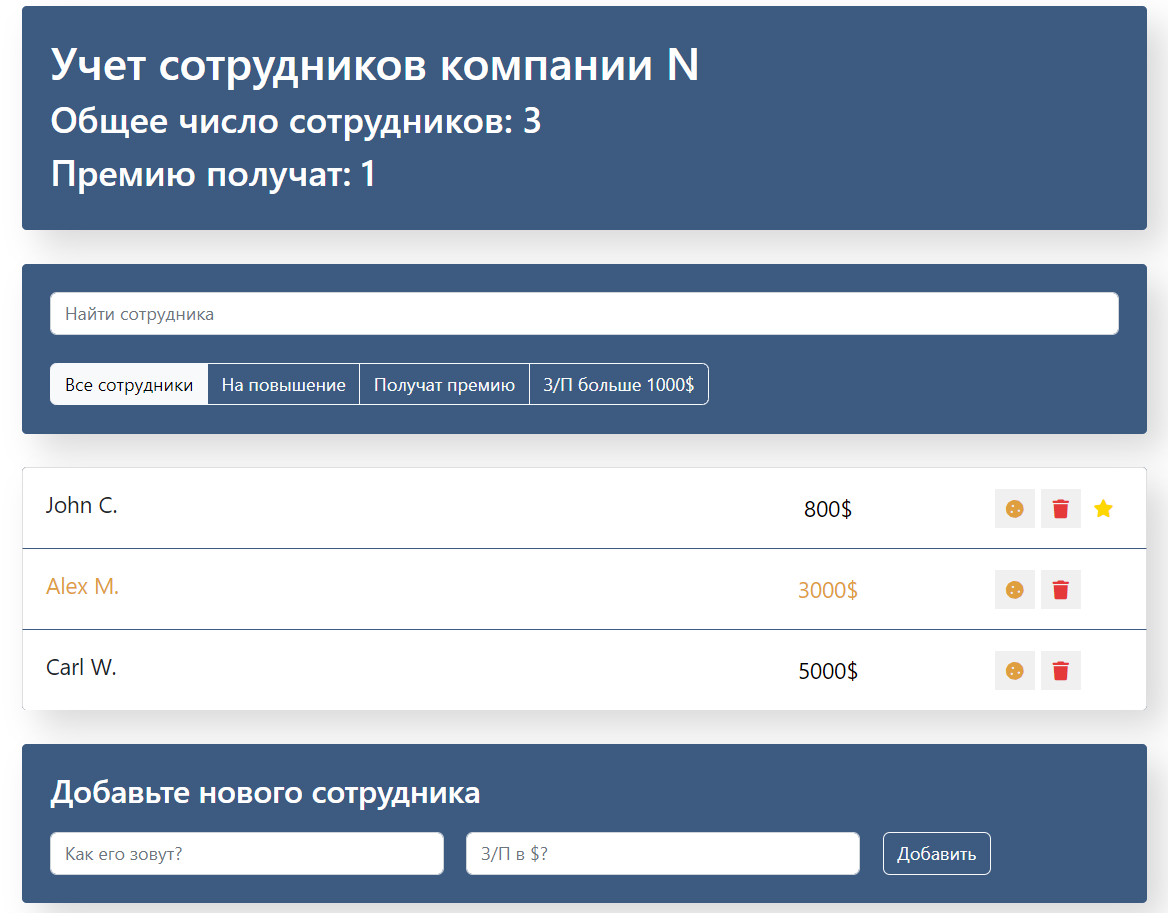 Учет сотрудников компании N
Общее число сотрудников: 3
Премию получат: 1
Найти сотрудника
Все сотрудники На повышение Получат премию З/П больше 1000$
John C. 800$
Alex M. 3000$
Carl W. 5000$
Добавьте нового сотрудника
Как его зовут? З/П в $? Добавить